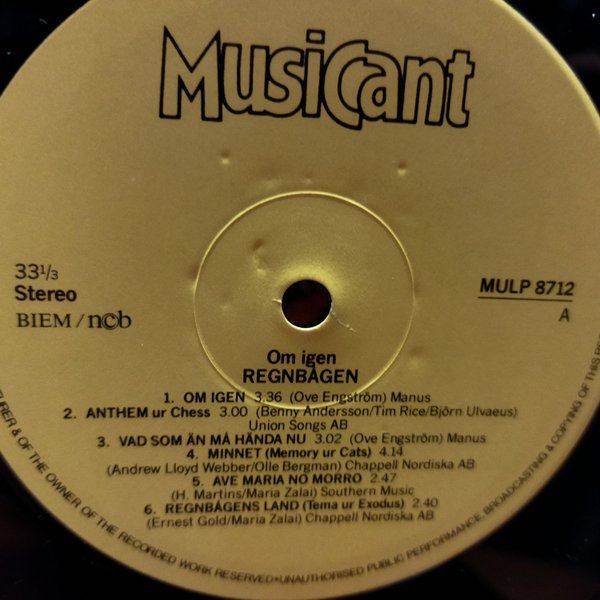 MusiCant
33⅓
Stereo
BIEM/ncb
MULP 8712
A
Om igen
REGNBÅGEN
1. OM IGEN 3.36 (Ove Engström) Manus
2. ANTHEM ur Chess 3.00 (Benny Andersson/Tim Rice/Björn Ulvaeus)
Union Songs AB
3. VAD SOM ÄN MÅ HÄNDA NU 3.02 (Ove Engström) Manus
4. MINNET (Memory ur Cats) 4.14
(Andrew Lloyd Webber/Olle Bergman) Chappell Nordiska AB
5. AVE MARIA NO MORRO 2.47
(H. Martins/Maria Zalai) Southern Music
6. REGNBÅGENS LAND (Tema ur Exodus) 2.40
(Ernest Gold/Maria Zalai) Chappell Nordiska AB
TURER & OF THE OWNER OF THE RECORDED WORK RESERVED•UNAUTHORISED PUBLIC PERFORMANCE, BROADCASTING & COPYING OF THIS RE